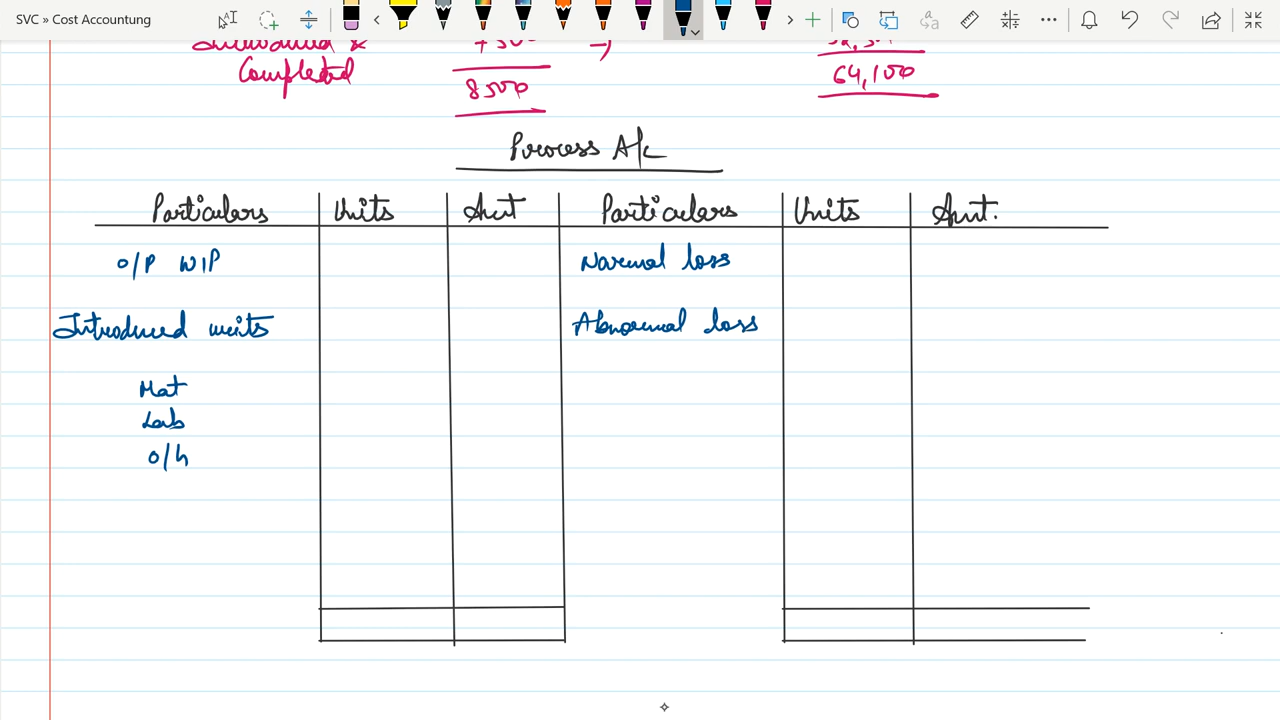 SVC » Cost Accountung
Introduced &
Completed
8500
64,100
Process A/c
Particulars Units Amt Particulars Units Amt.
O/P WIP Normal loss
Introduced units Abnormal loss
Mat
Lab
O/h